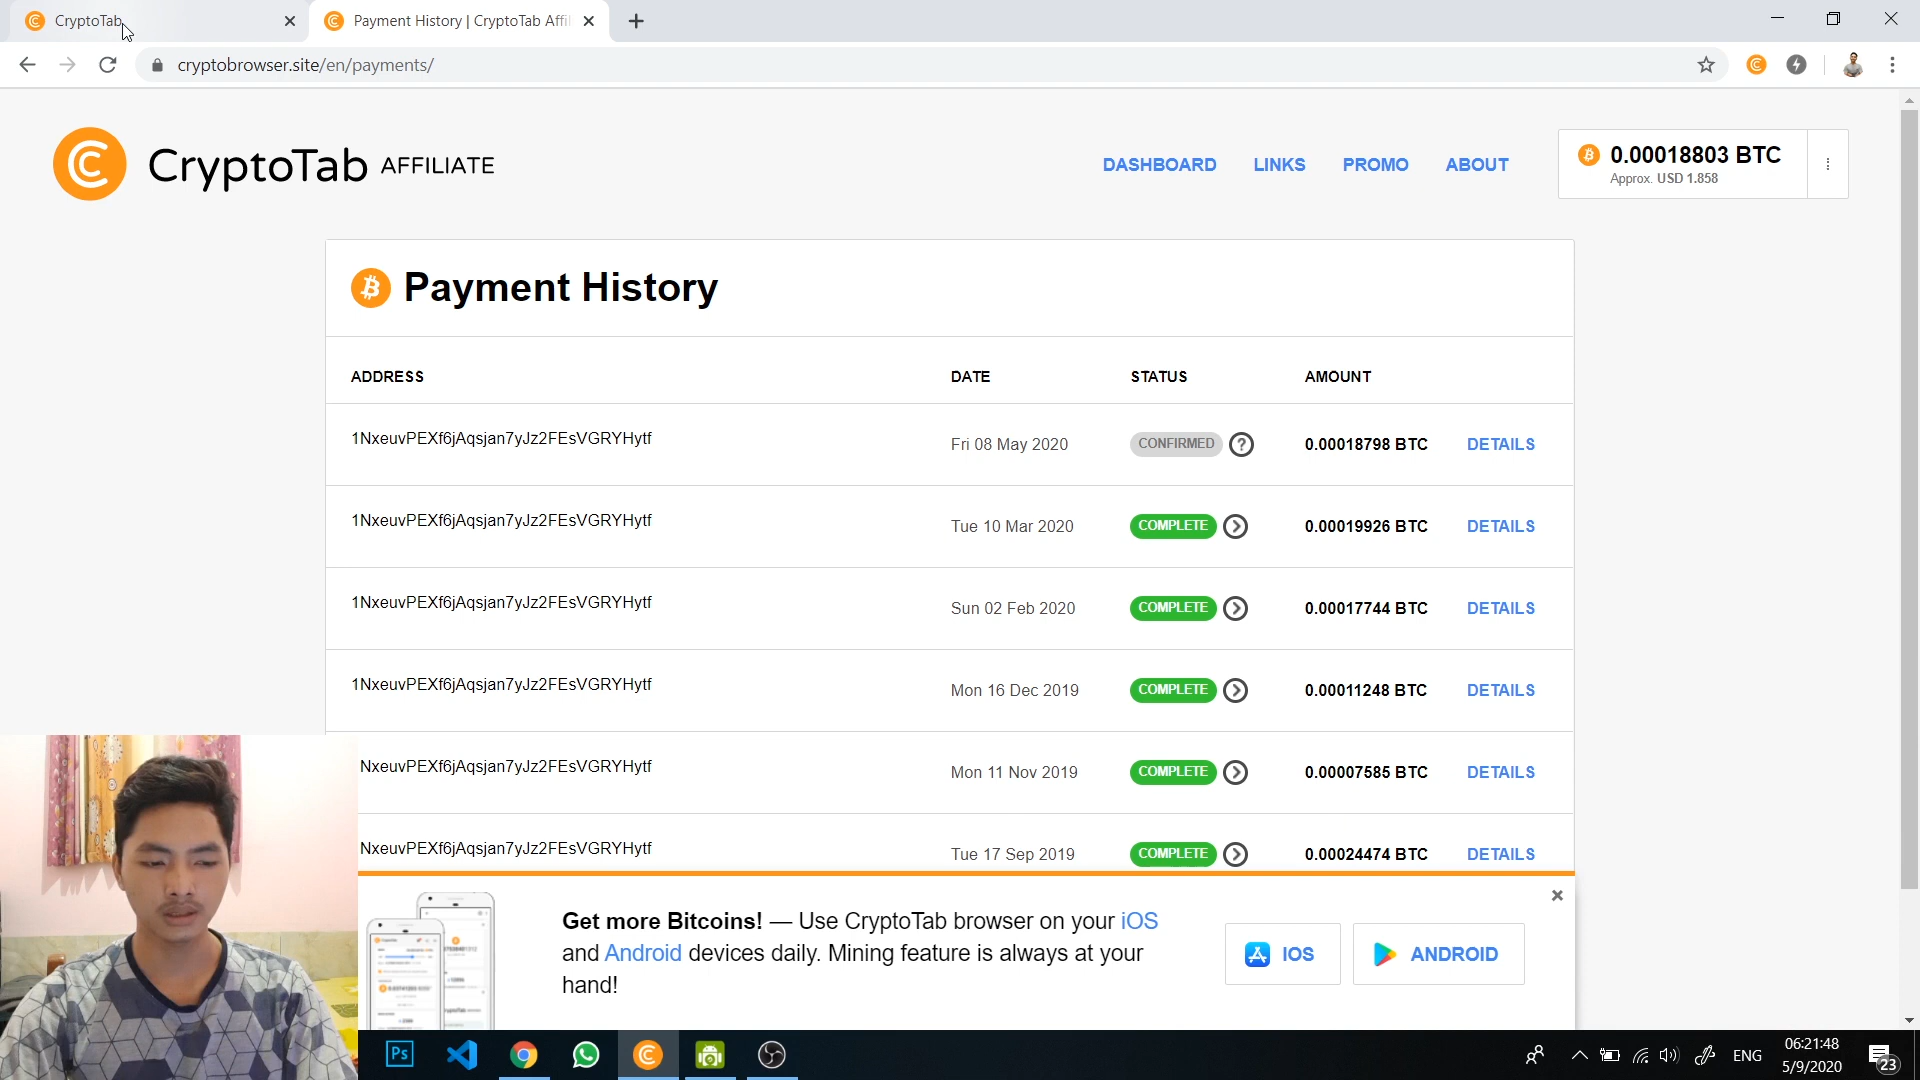 CryptoTab
Payment History | CryptoTab Affi
cryptobrowser.site/en/payments/
CryptoTab AFFILIATE
DASHBOARD
LINKS
PROMO
ABOUT
0.00018803 BTC
Approx. USD 1.858
Payment History
ADDRESS DATE STATUS AMOUNT
1NxeuvPEXf6jAqsjan7yJz2FEsVGRYHytf Fri 08 May 2020 CONFIRMED ? 0.00018798 BTC DETAILS
1NxeuvPEXf6jAqsjan7yJz2FEsVGRYHytf Tue 10 Mar 2020 COMPLETE 0.00019926 BTC DETAILS
1NxeuvPEXf6jAqsjan7yJz2FEsVGRYHytf Sun 02 Feb 2020 COMPLETE 0.00017744 BTC DETAILS
1NxeuvPEXf6jAqsjan7yJz2FEsVGRYHytf Mon 16 Dec 2019 COMPLETE 0.00011248 BTC DETAILS
NxeuvPEXf6jAqsjan7yJz2FEsVGRYHytf Mon 11 Nov 2019 COMPLETE 0.00007585 BTC DETAILS
NxeuvPEXf6jAqsjan7yJz2FEsVGRYHytf Tue 17 Sep 2019 COMPLETE 0.00024474 BTC DETAILS
Get more Bitcoins! — Use CryptoTab browser on your iOS
and Android devices daily. Mining feature is always at your
hand!
IOS
ANDROID
Ps
ENG
06:21:48
5/9/2020
23